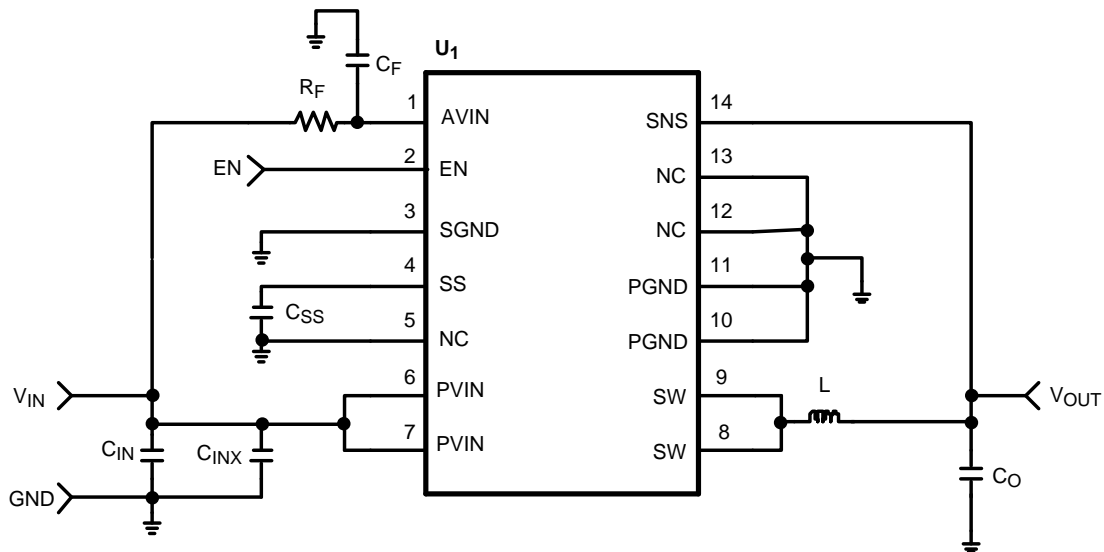 U1
CF
RF
1
AVIN
14
SNS
EN
2
EN
13
NC
3
SGND
12
NC
4
SS
11
PGND
CSS
5
NC
10
PGND
6
PVIN
9
SW
L
VIN
VOUT
7
PVIN
8
SW
CIN
CINX
CO
GND